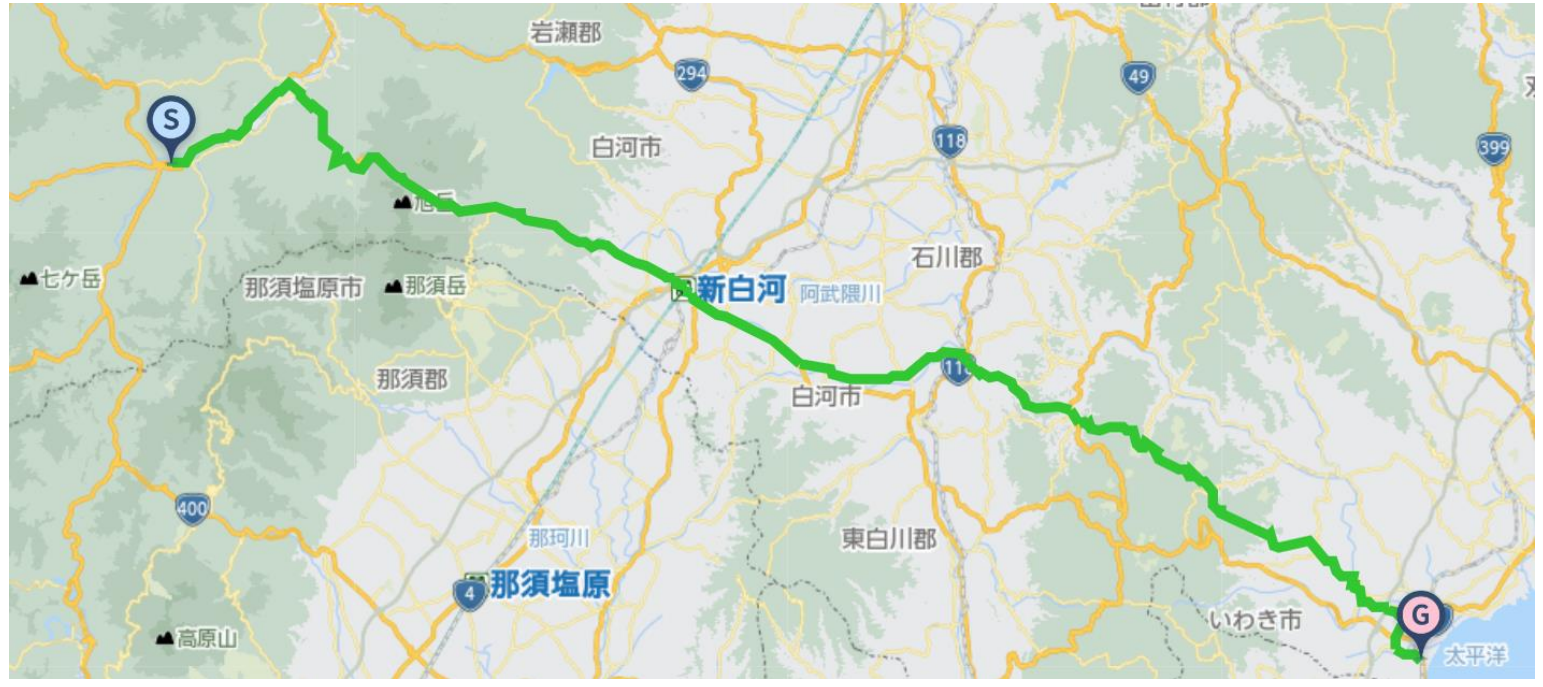 岩瀬郡
294
49
S
118
白河市
399
旭岳
石川郡
七ケ岳
那須塩原市
那須岳
新白河
阿武隈川
那須郡
118
白河市
400
那珂川
東白川郡
4
那須塩原
G
いわき市
高原山
太平洋